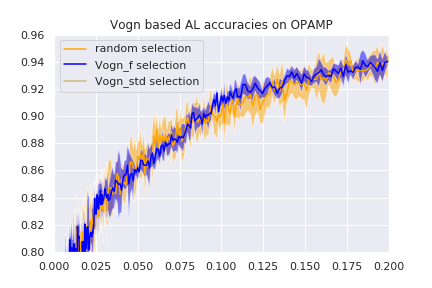 Vogn based AL accuracies on OPAMP
0.96
0.94
0.92
0.90
0.88
0.86
0.84
0.82
0.80
random selection
Vogn_f selection
Vogn_std selection
0.000 0.025 0.050 0.075 0.100 0.125 0.150 0.175 0.200